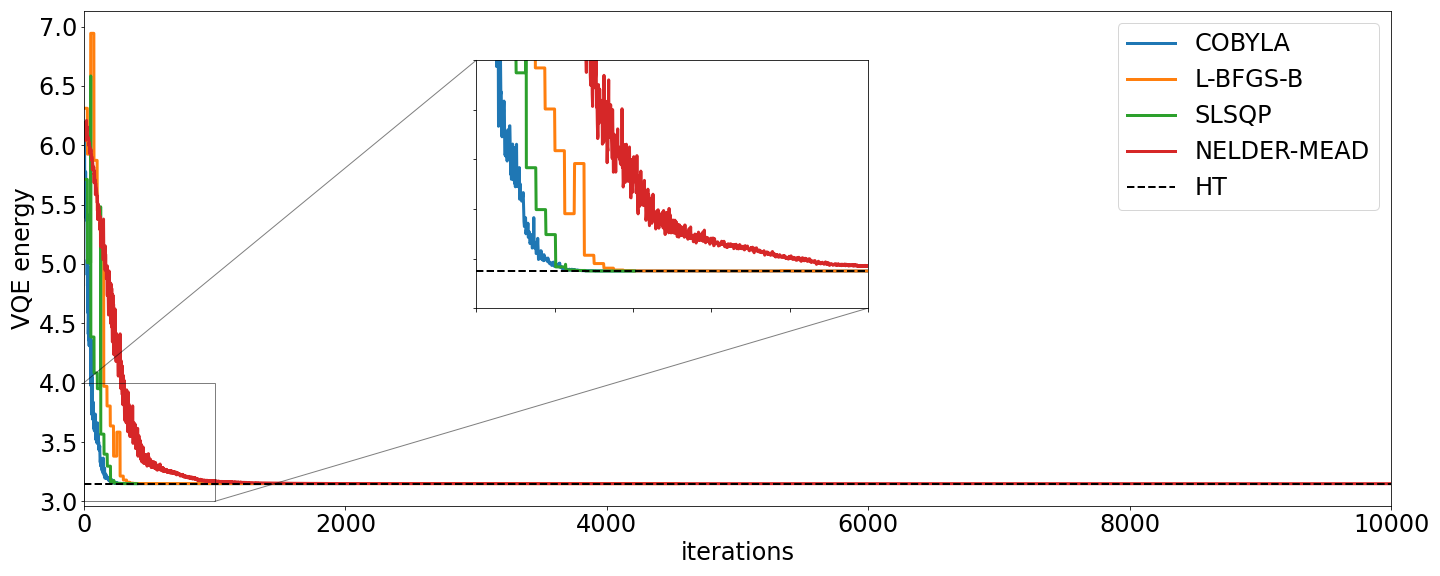 7.0
6.5
6.0
5.5
5.0
4.5
4.0
3.5
3.0
VQE energy
0 2000 4000 6000 8000 10000
iterations
COBYLA
L-BFGS-B
SLSQP
NELDER-MEAD
HT